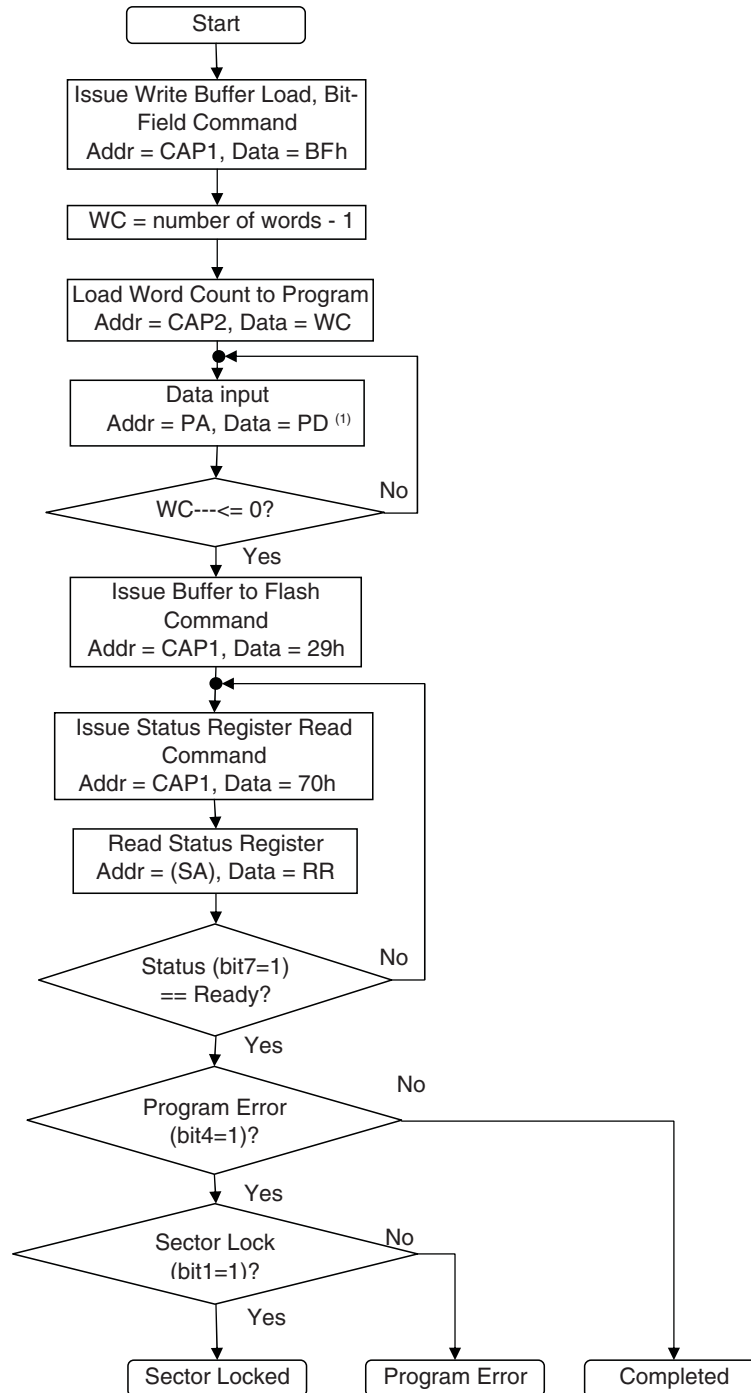 Start
Issue Write Buffer Load, Bit-
Field Command
Addr = CAP1, Data = BFh
WC = number of words - 1
Load Word Count to Program
Addr = CAP2, Data = WC
Data input
Addr = PA, Data = PD (1)
No
WC---<= 0?
Yes
Issue Buffer to Flash
Command
Addr = CAP1, Data = 29h
Issue Status Register Read
Command
Addr = CAP1, Data = 70h
Read Status Register
Addr = (SA), Data = RR
No
Status (bit7=1)
== Ready?
Yes
No
Program Error
(bit4=1)?
Yes
No
Sector Lock
(bit1=1)?
Yes
Sector Locked
Program Error
Completed